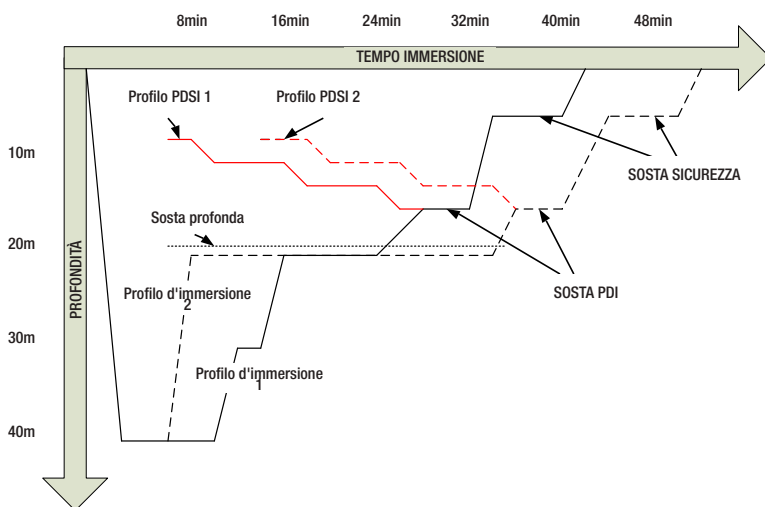 8min 16min 24min 32min 40min 48min
TEMPO IMMERSIONE
Profilo PDSI 1
Profilo PDSI 2
10m
SOSTA SICUREZZA
Sosta profonda
20m
PROFONDITÀ
Profilo d'immersione
2
SOSTA PDI
30m
Profilo d'immersione
1
40m